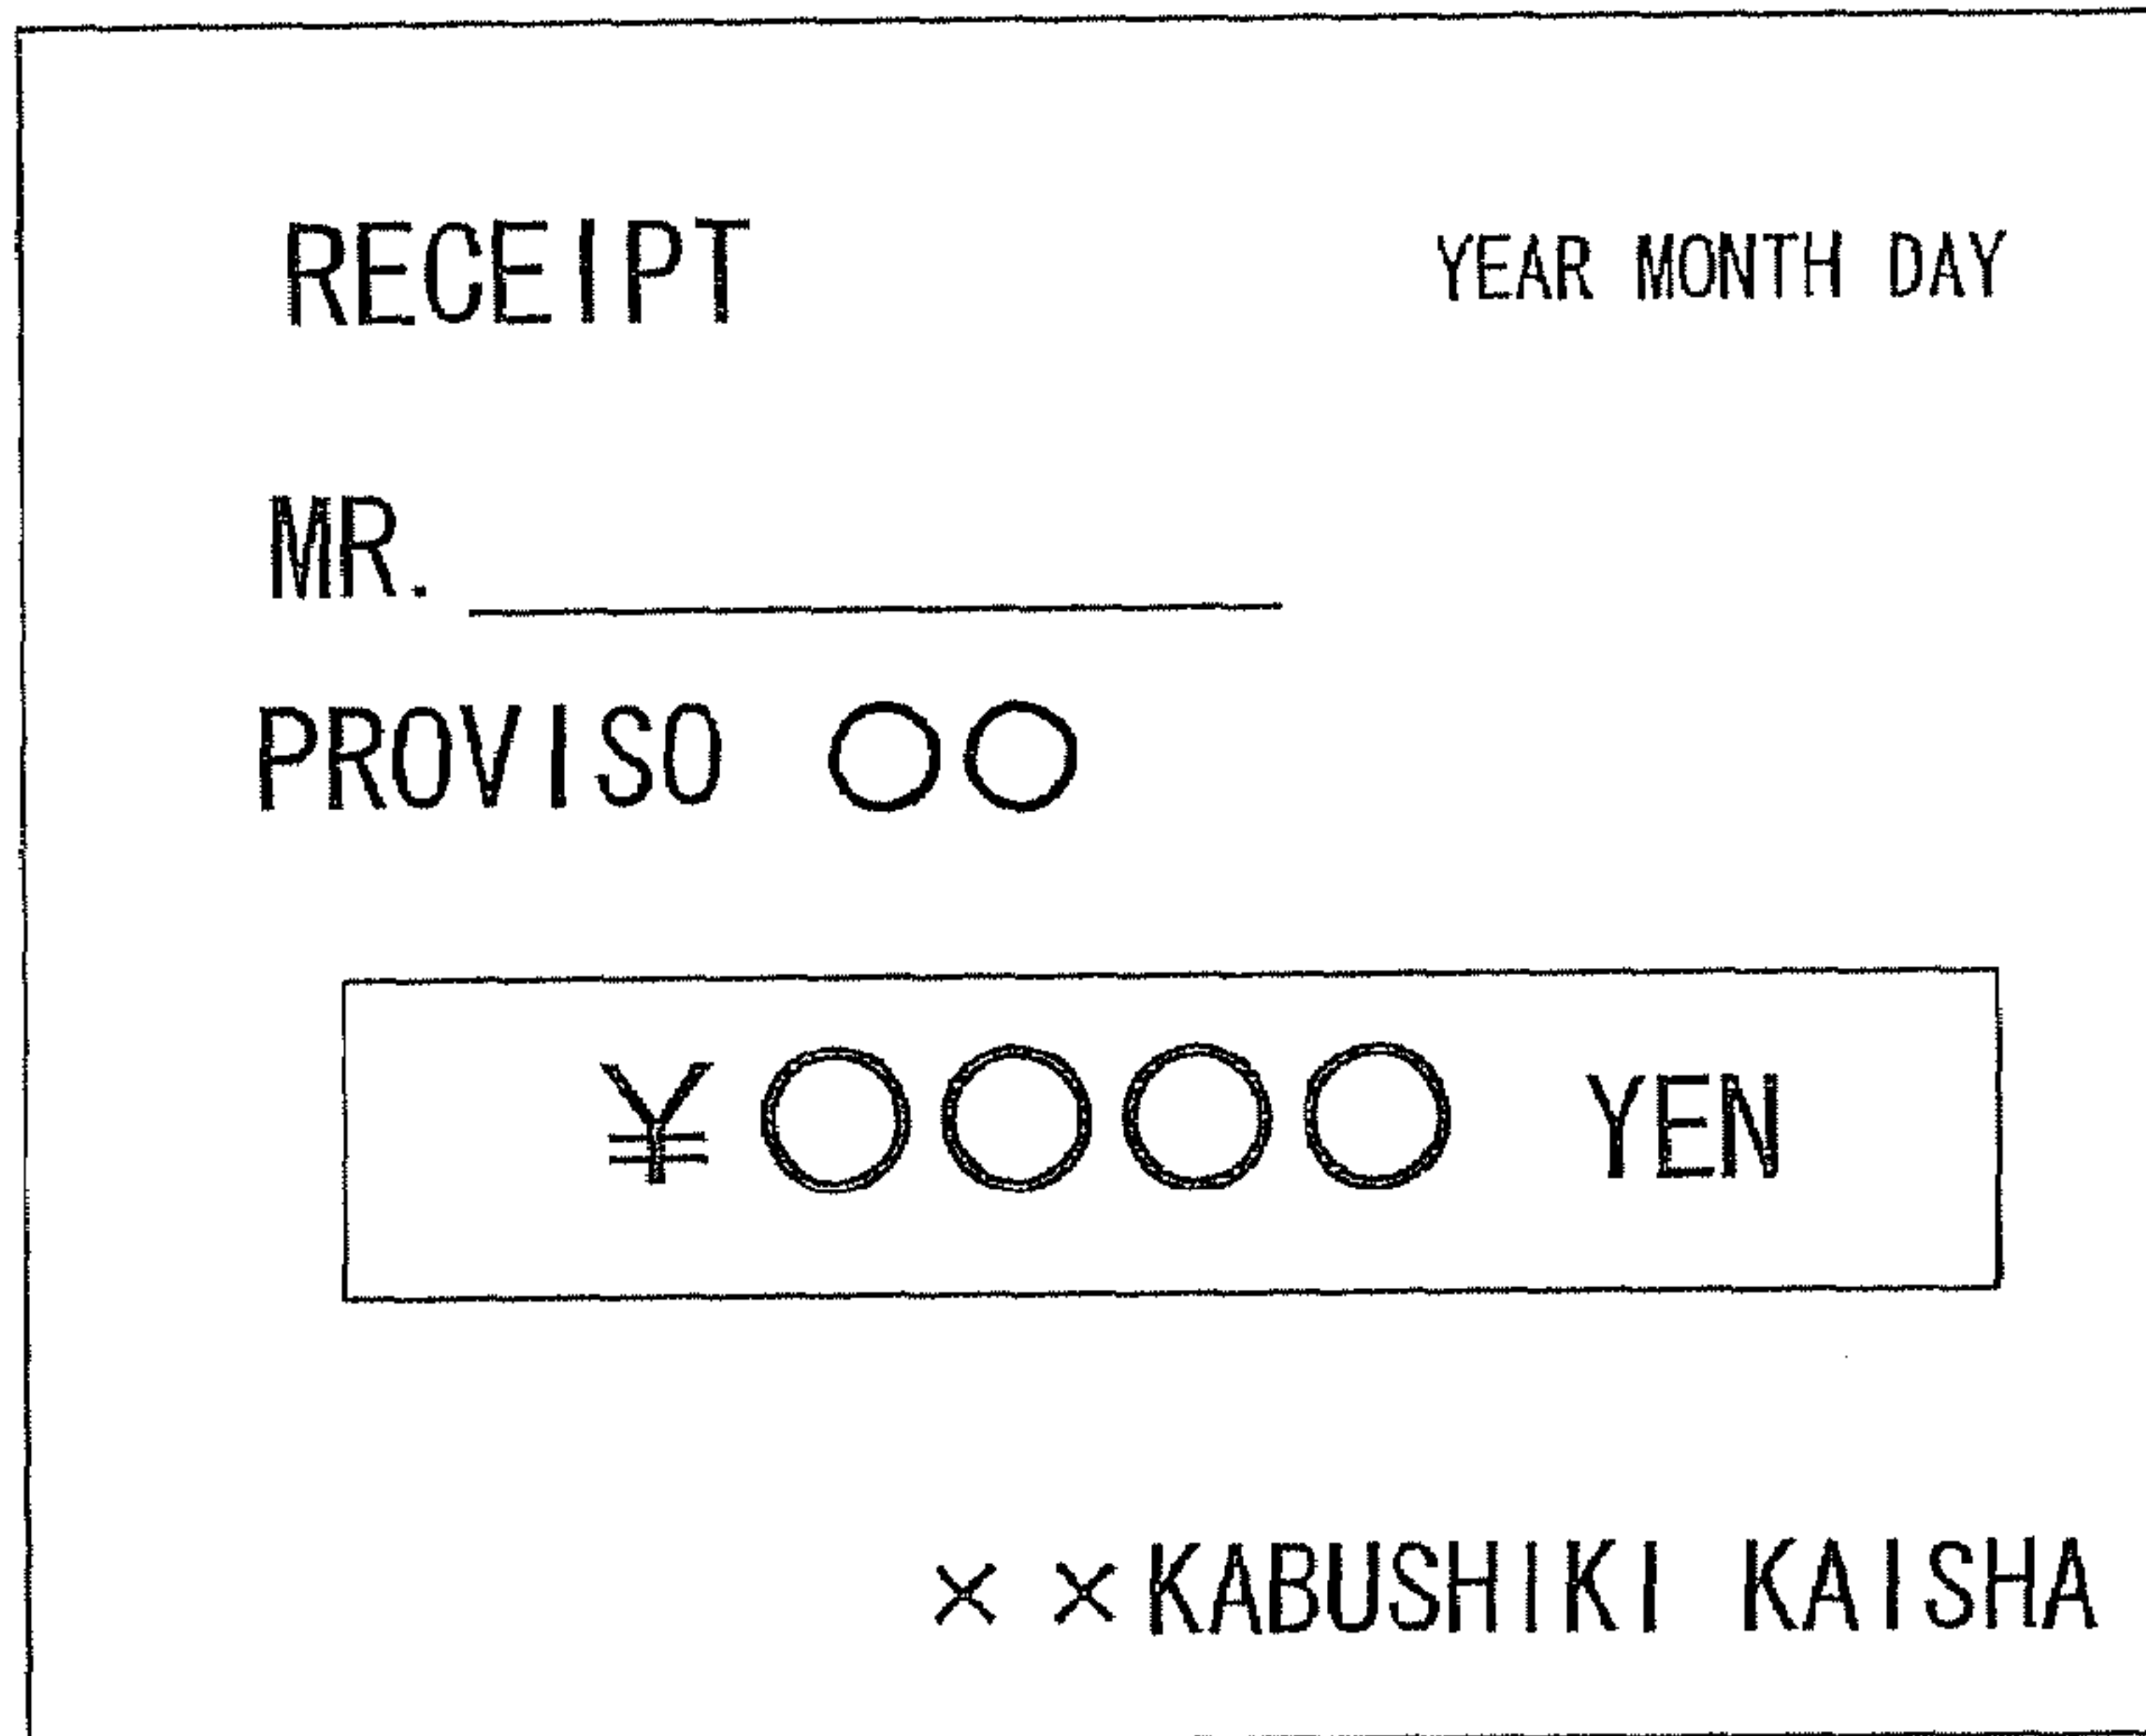 RECEIPT YEAR MONTH DAY
MR.
PROVISO ○○
¥○○○○ YEN
××KABUSHIKI KAISHA